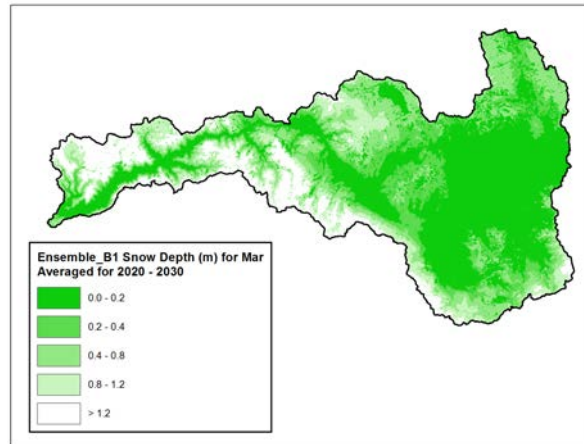 Ensemble_B1 Snow Depth (m) for Mar
Averaged for 2020 - 2030
0.0 - 0.2
0.2 - 0.4
0.4 - 0.8
0.8 - 1.2
> 1.2